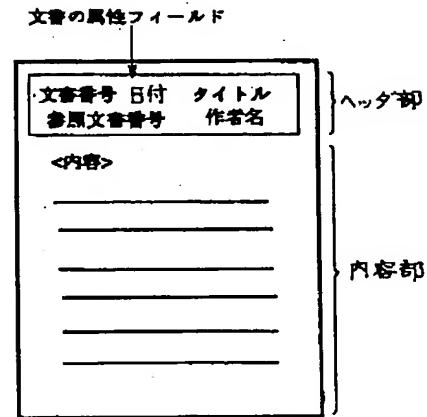 文書の属性フィールド
文書番号 日付 タイトル
参照文書番号 作者名
ヘッダ部
<内容>
内容部